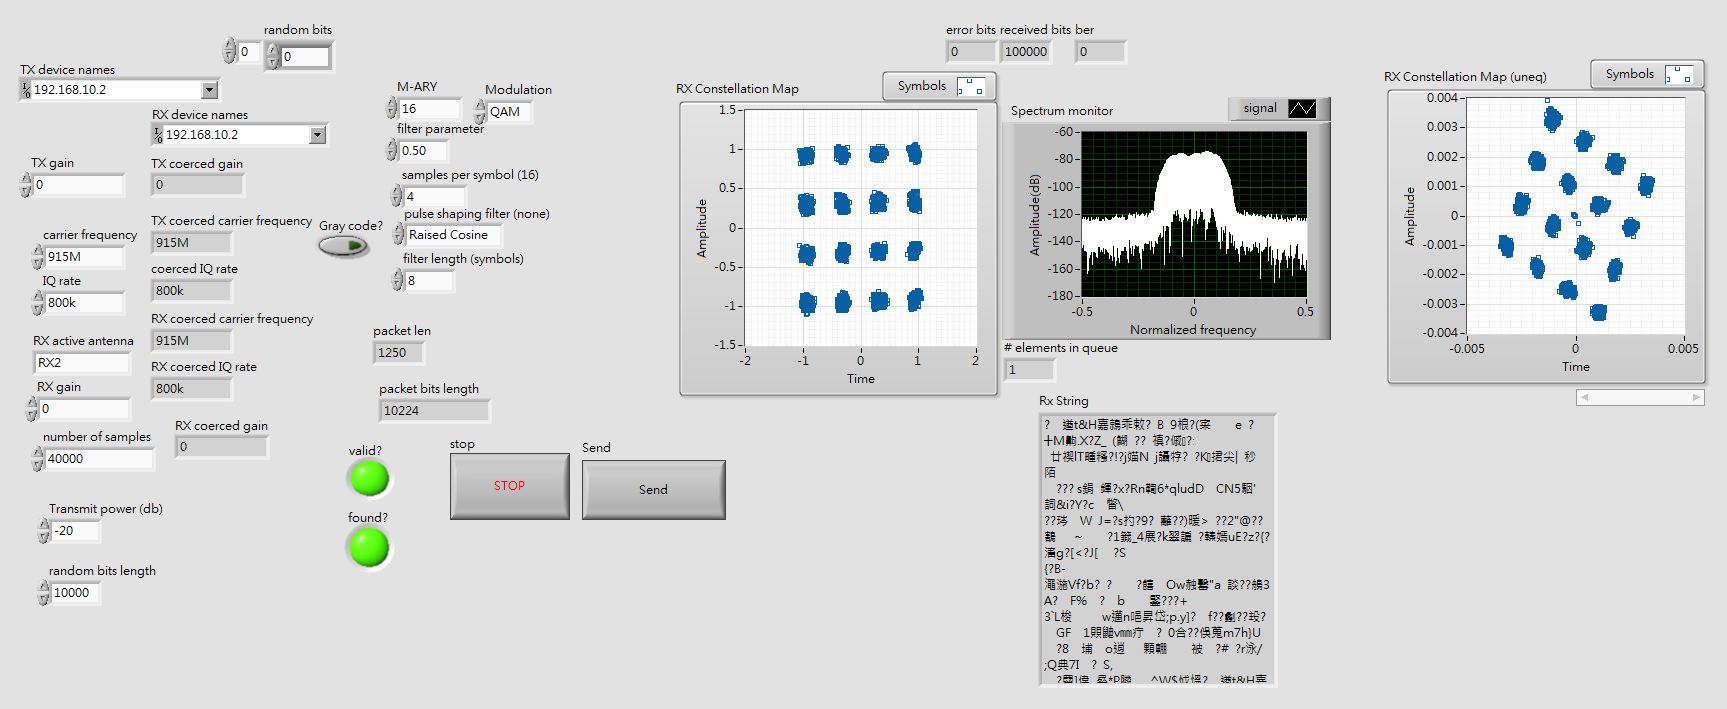 random bits
0
0
TX device names
192.168.10.2
RX device names
192.168.10.2
TX gain
0
TX coerced gain
0
TX coerced carrier frequency
915M
carrier frequency
915M
coerced IQ rate
800k
IQ rate
800k
RX coerced carrier frequency
915M
RX active antenna
RX2
RX coerced IQ rate
800k
RX gain
0
RX coerced gain
0
number of samples
40000
Transmit power (db)
-20
random bits length
10000
M-ARY
16
Modulation
QAM
filter parameter
0.50
samples per symbol (16)
4
pulse shaping filter (none)
Raised Cosine
Gray code?
filter length (symbols)
8
packet len
1250
packet bits length
10224
valid?
found?
stop
STOP
Send
Send
error bits received bits ber
0
100000
0
RX Constellation Map
Symbols
1.5
1
0.5
0
-0.5
-1
-1.5
-2
-1
0
1
2
Amplitude
Time
Spectrum monitor
signal
-60
-80
-100
-120
-140
-160
-180
-0.5
0
0.5
Amplitude(dB)
Normalized frequency
# elements in queue
1
Rx String
RX Constellation Map (uneq)
Symbols
0.004
0.003
0.002
0.001
0
-0.001
-0.002
-0.003
-0.004
-0.005
0
0.005
Amplitude
Time